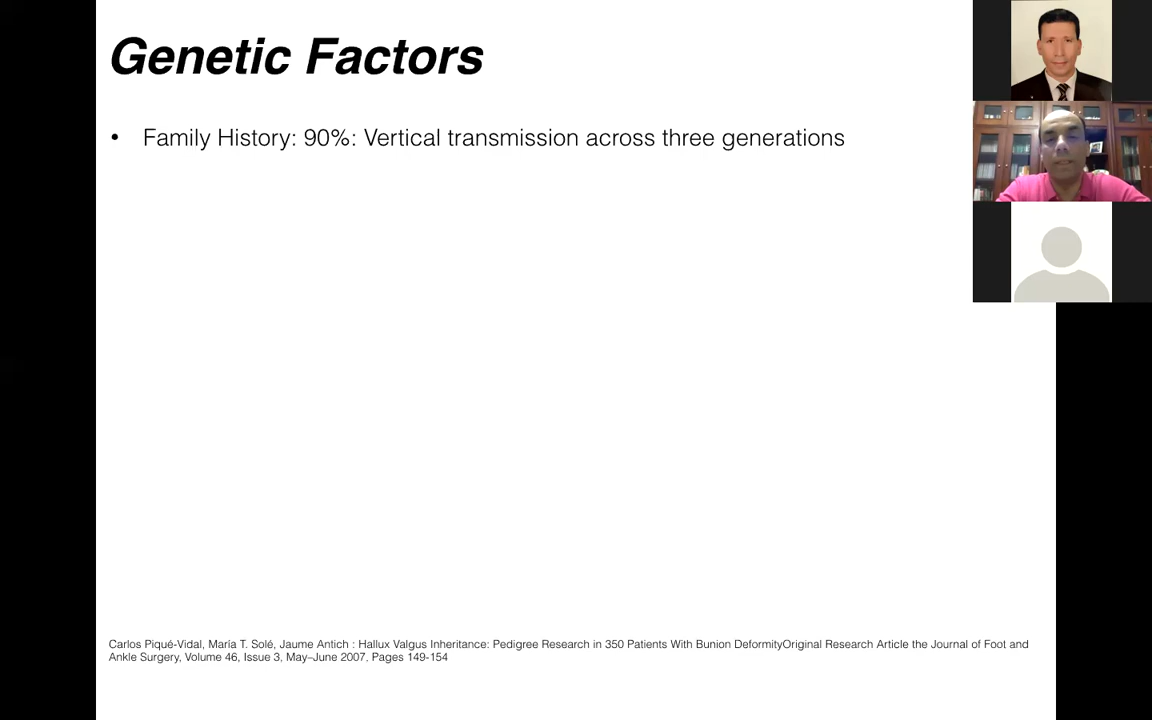 Genetic Factors
• Family History: 90%: Vertical transmission across three generations
Carlos Piqué-Vidal, María T. Solé, Jaume Antich : Hallux Valgus Inheritance: Pedigree Research in 350 Patients With Bunion DeformityOriginal Research Article the Journal of Foot and
Ankle Surgery, Volume 46, Issue 3, May–June 2007, Pages 149-154